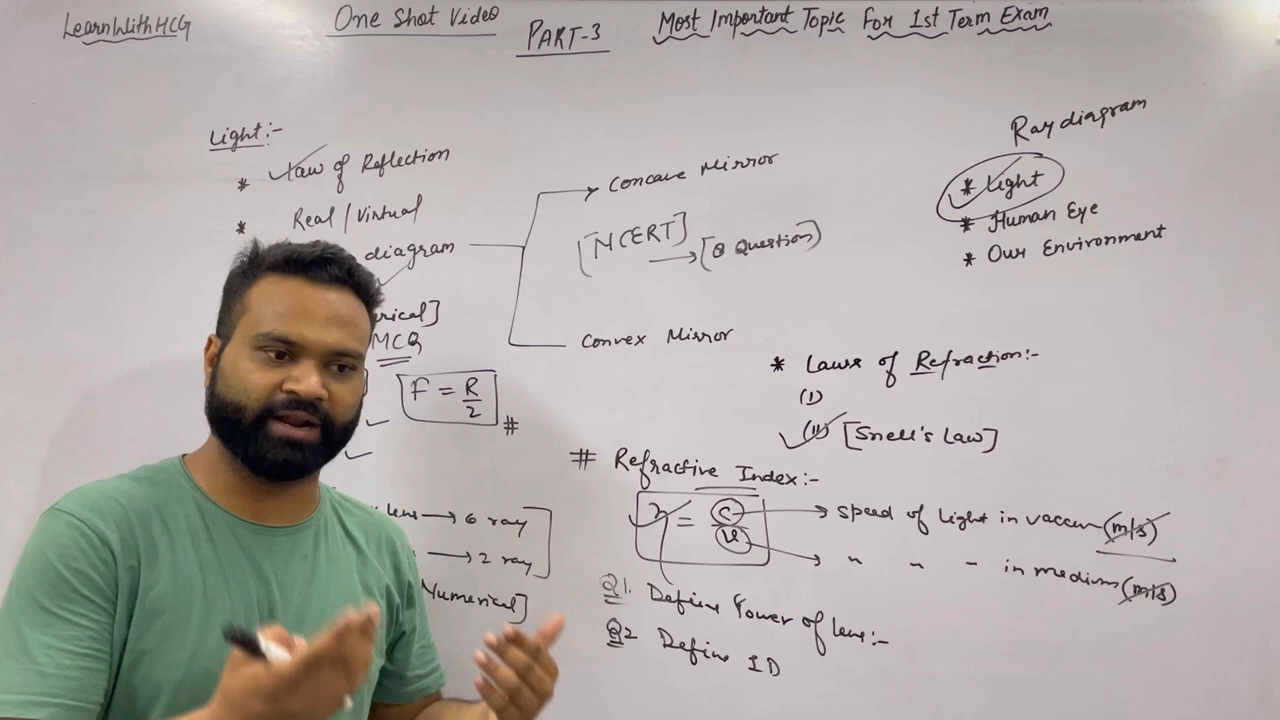 LearnWithHCG
One Shot Video
PART-3
Most Important Topic For 1st Term Exam
Light:-
* Law of Reflection
* Real/Virtual
diagram
rical]
MCQ
F = R/2
#
lens → 6 ray
→ 2 ray
Numerical]
Concave Mirror
[NCERT] → [8 Question]
Convex Mirror
Ray diagram
* Light
* Human Eye
* Our Environment
* Laws of Refraction:-
(I)
(II) [Snell's Law]
# Refractive Index:-
η = c/v
speed of light in vaccum (m/s)
" " " in medium (m/s)
Q1. Define Power of lens:-
Q2 Define 1D